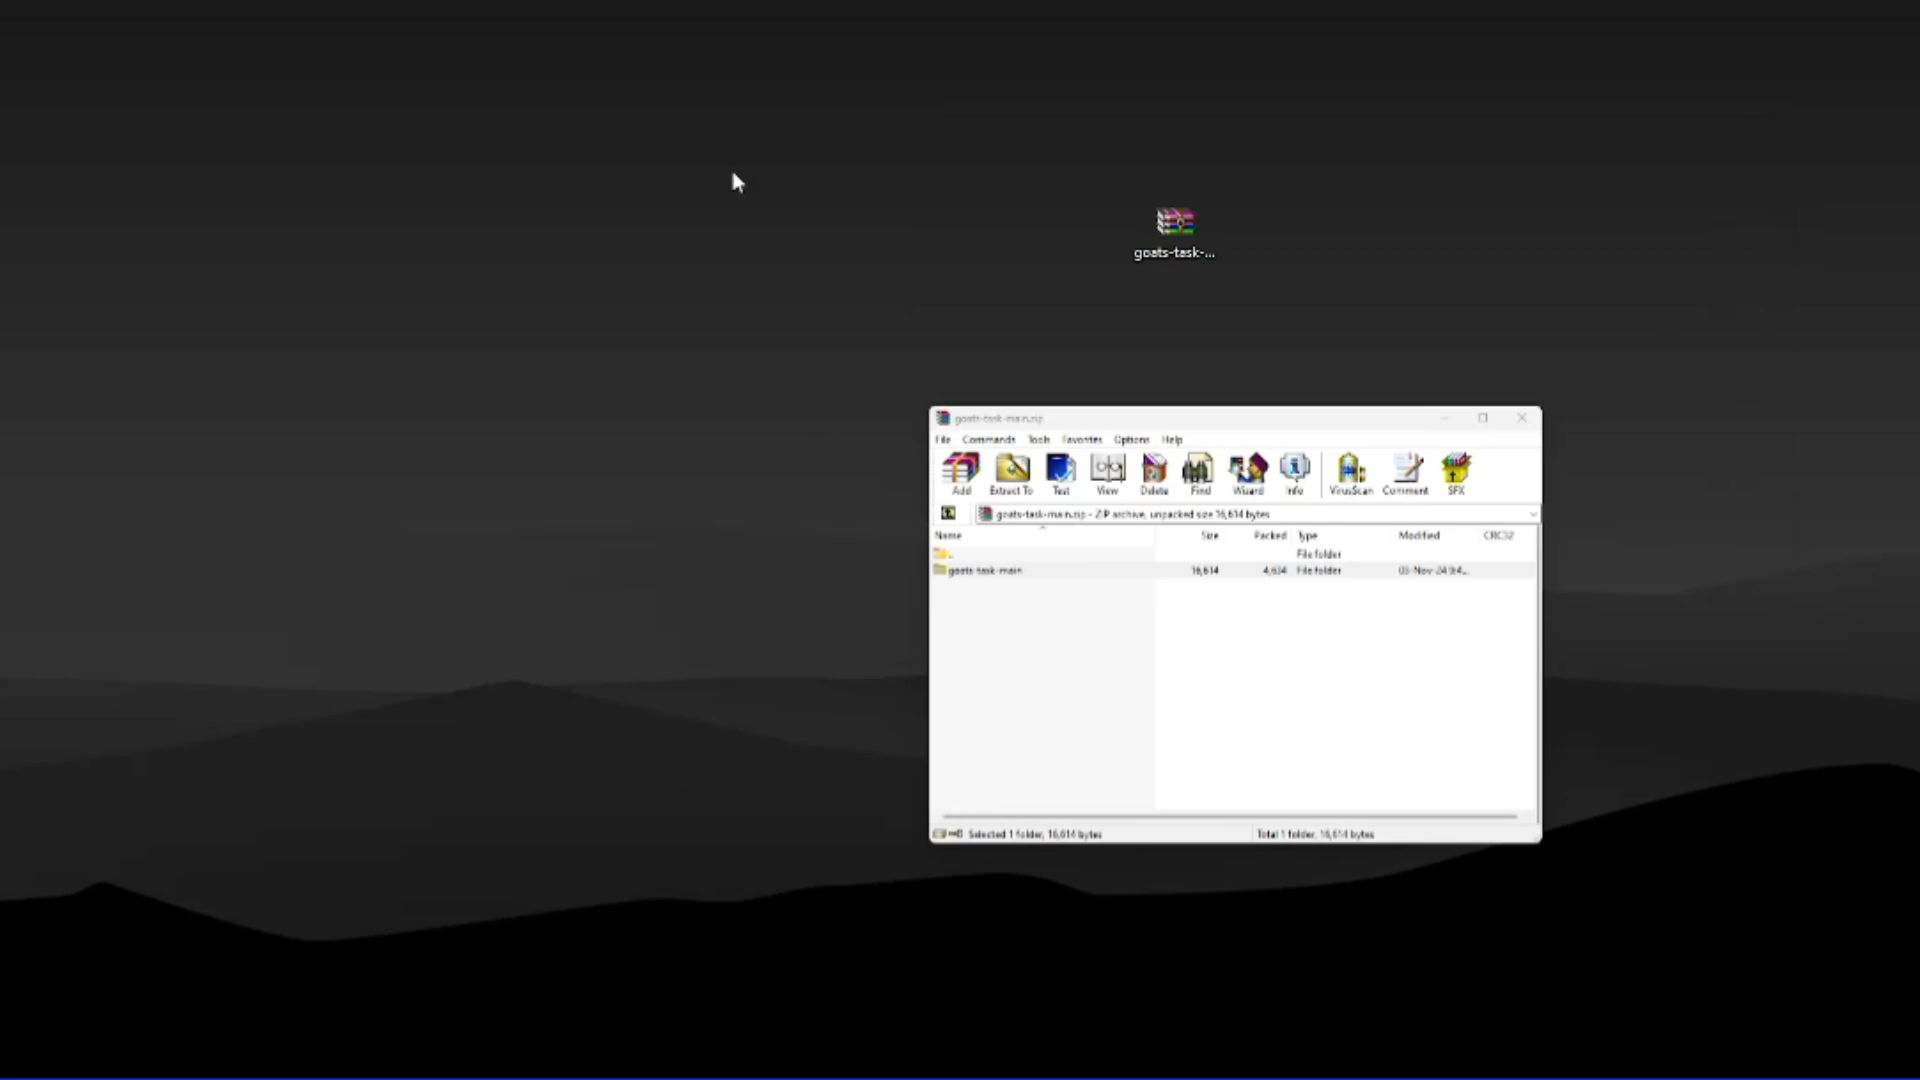 goats-task-...
goats-task-main.zip
File Commands Tools Favorites Options Help
Add Extract To Test View Delete Find Wizard Info VirusScan Comment SFX
goats-task-main.zip - ZIP archive, unpacked size 16,614 bytes
Name Size Packed Type Modified CRC32
.. File folder
goats-task-main 16,614 4,634 File folder 03-Nov-24 9:4...
Selected 1 folder, 16,614 bytes Total 1 folder, 16,614 bytes